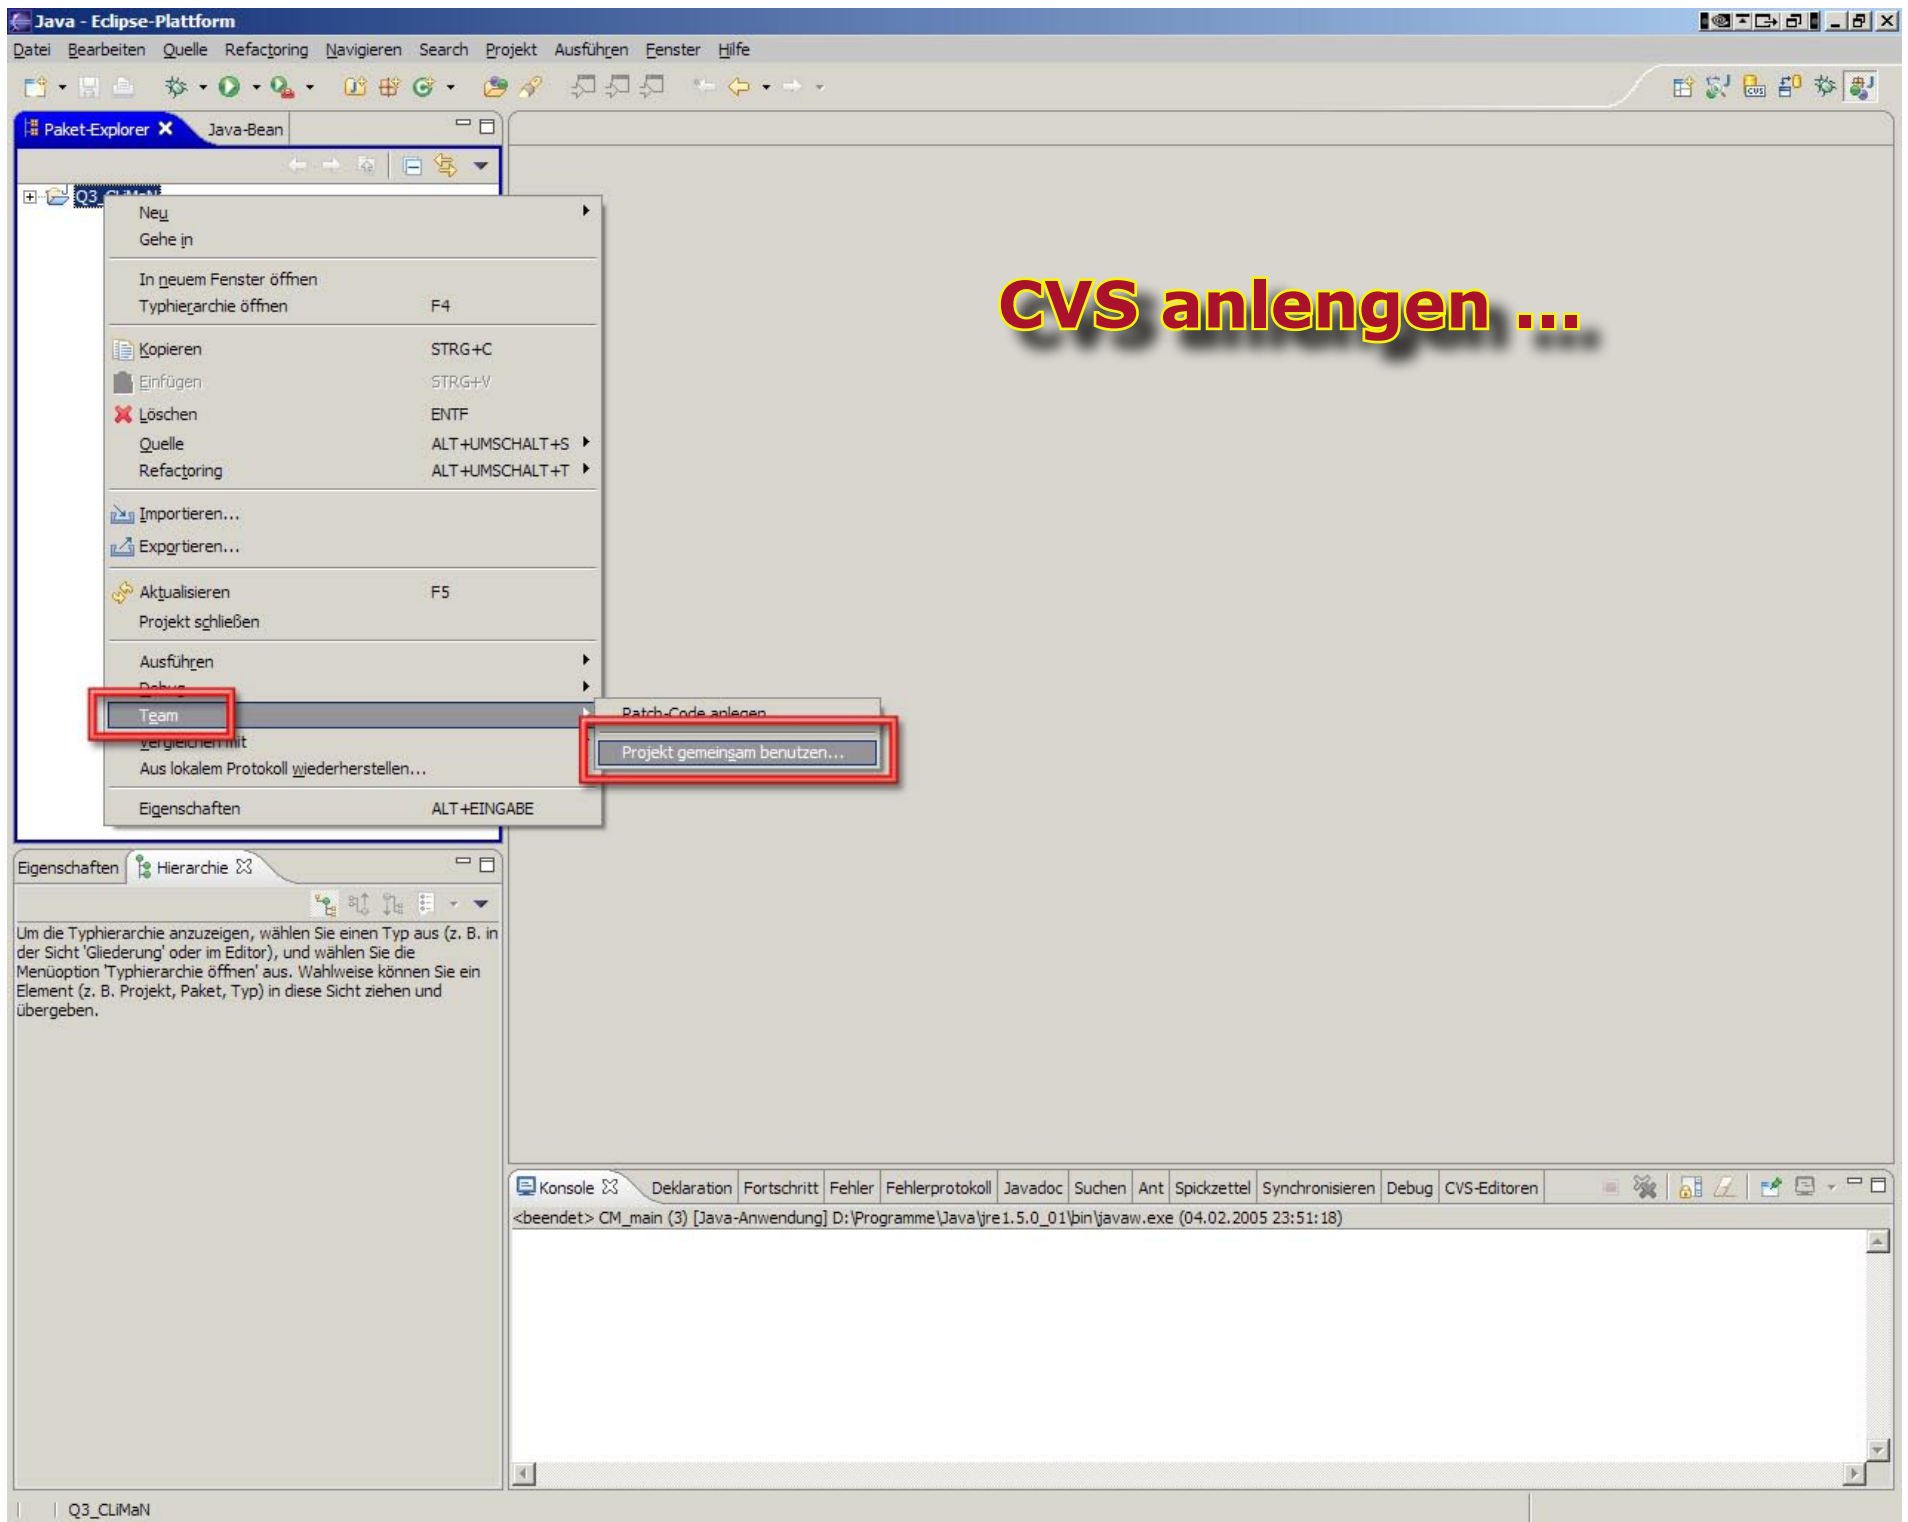 Java - Eclipse-Plattform
Datei Bearbeiten Quelle Refactoring Navigieren Search Projekt Ausführen Fenster Hilfe
Paket-Explorer Java-Bean
Q3_CLiMaN
Neu
Gehe in
In neuem Fenster öffnen
Typhierarchie öffnen F4
CVS anlengen ...
Kopieren STRG+C
Einfügen STRG+V
Löschen ENTF
Quelle ALT+UMSCHALT+S
Refactoring ALT+UMSCHALT+T
Importieren...
Exportieren...
Aktualisieren F5
Projekt schließen
Ausführen
Debug
Team
Patch-Code anlegen
Vergleichen mit
Projekt gemeinsam benutzen...
Aus lokalem Protokoll wiederherstellen...
Eigenschaften ALT+EINGABE
Eigenschaften Hierarchie
Um die Typhierarchie anzuzeigen, wählen Sie einen Typ aus (z. B. in
der Sicht 'Gliederung' oder im Editor), und wählen Sie die
Menüoption 'Typhierarchie öffnen' aus. Wahlweise können Sie ein
Element (z. B. Projekt, Paket, Typ) in diese Sicht ziehen und
übergeben.
Konsole Deklaration Fortschritt Fehler Fehlerprotokoll Javadoc Suchen Ant Spickzettel Synchronisieren Debug CVS-Editoren
<beendet> CM_main (3) [Java-Anwendung] D:\Programme\Java\jre1.5.0_01\bin\javaw.exe (04.02.2005 23:51:18)
Q3_CLiMaN